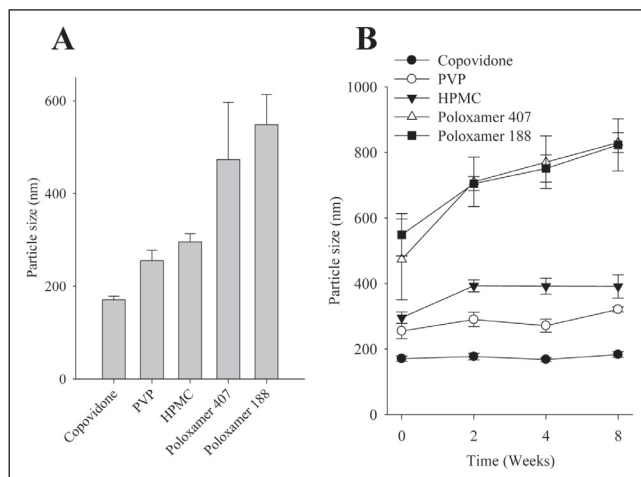 A
Particle size (nm)
600
400
200
0
Copovidone
PVP
HPMC
Poloxamer 407
Poloxamer 188
B
Copovidone
PVP
HPMC
Poloxamer 407
Poloxamer 188
Particle size (nm)
1000
800
600
400
200
0
0 2 4 8
Time (Weeks)